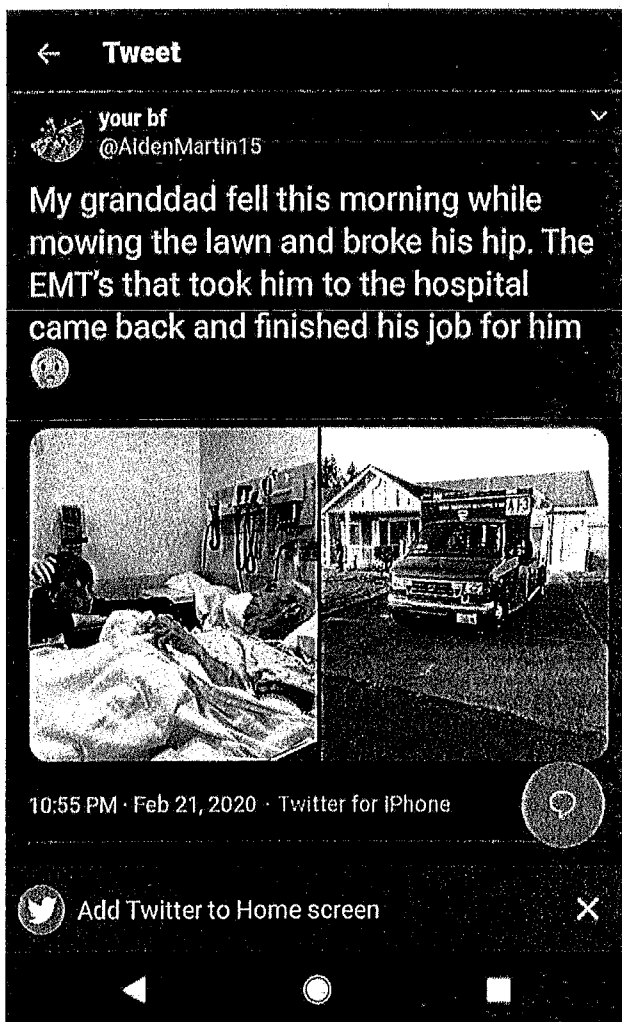 ← Tweet
your bf
@AidenMartin15
My granddad fell this morning while
mowing the lawn and broke his hip. The
EMT's that took him to the hospital
came back and finished his job for him
😳
A13
10:55 PM · Feb 21, 2020 · Twitter for iPhone
Add Twitter to Home screen ×